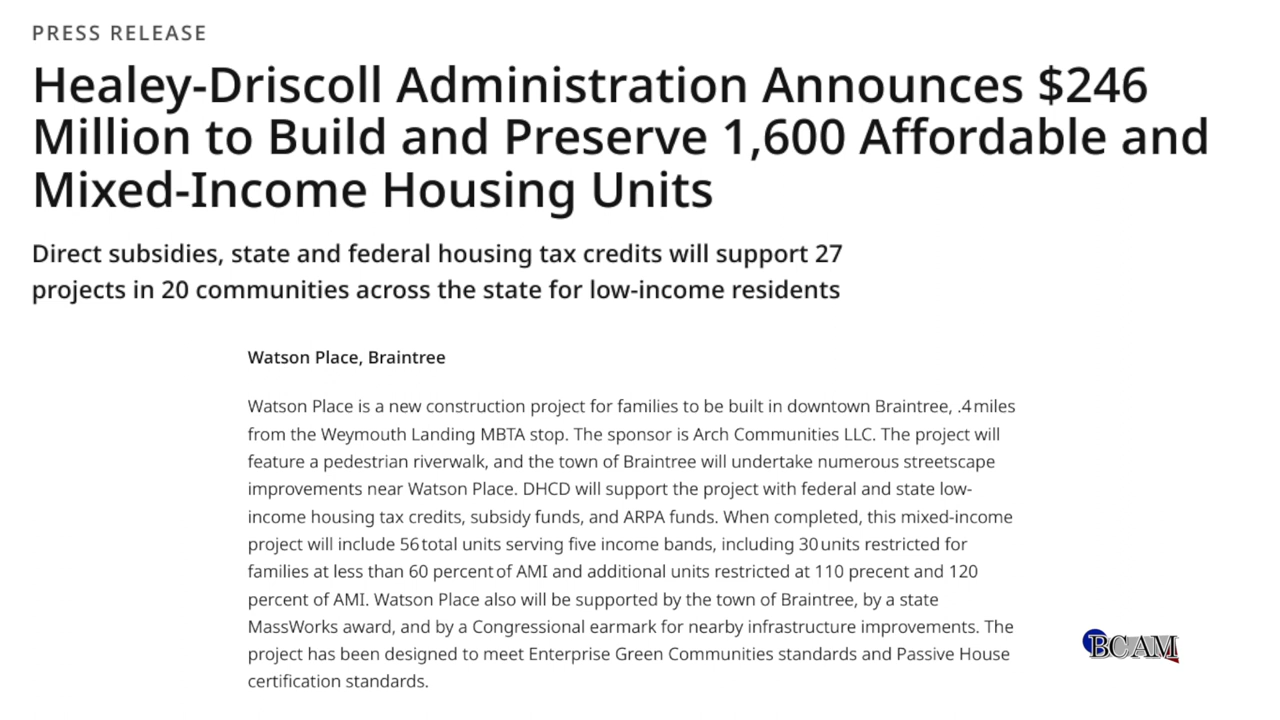 PRESS RELEASE
Healey-Driscoll Administration Announces $246
Million to Build and Preserve 1,600 Affordable and
Mixed-Income Housing Units
Direct subsidies, state and federal housing tax credits will support 27
projects in 20 communities across the state for low-income residents
Watson Place, Braintree
Watson Place is a new construction project for families to be built in downtown Braintree, .4 miles
from the Weymouth Landing MBTA stop. The sponsor is Arch Communities LLC. The project will
feature a pedestrian riverwalk, and the town of Braintree will undertake numerous streetscape
improvements near Watson Place. DHCD will support the project with federal and state low-
income housing tax credits, subsidy funds, and ARPA funds. When completed, this mixed-income
project will include 56 total units serving five income bands, including 30 units restricted for
families at less than 60 percent of AMI and additional units restricted at 110 precent and 120
percent of AMI. Watson Place also will be supported by the town of Braintree, by a state
MassWorks award, and by a Congressional earmark for nearby infrastructure improvements. The
project has been designed to meet Enterprise Green Communities standards and Passive House
certification standards.
BCAM